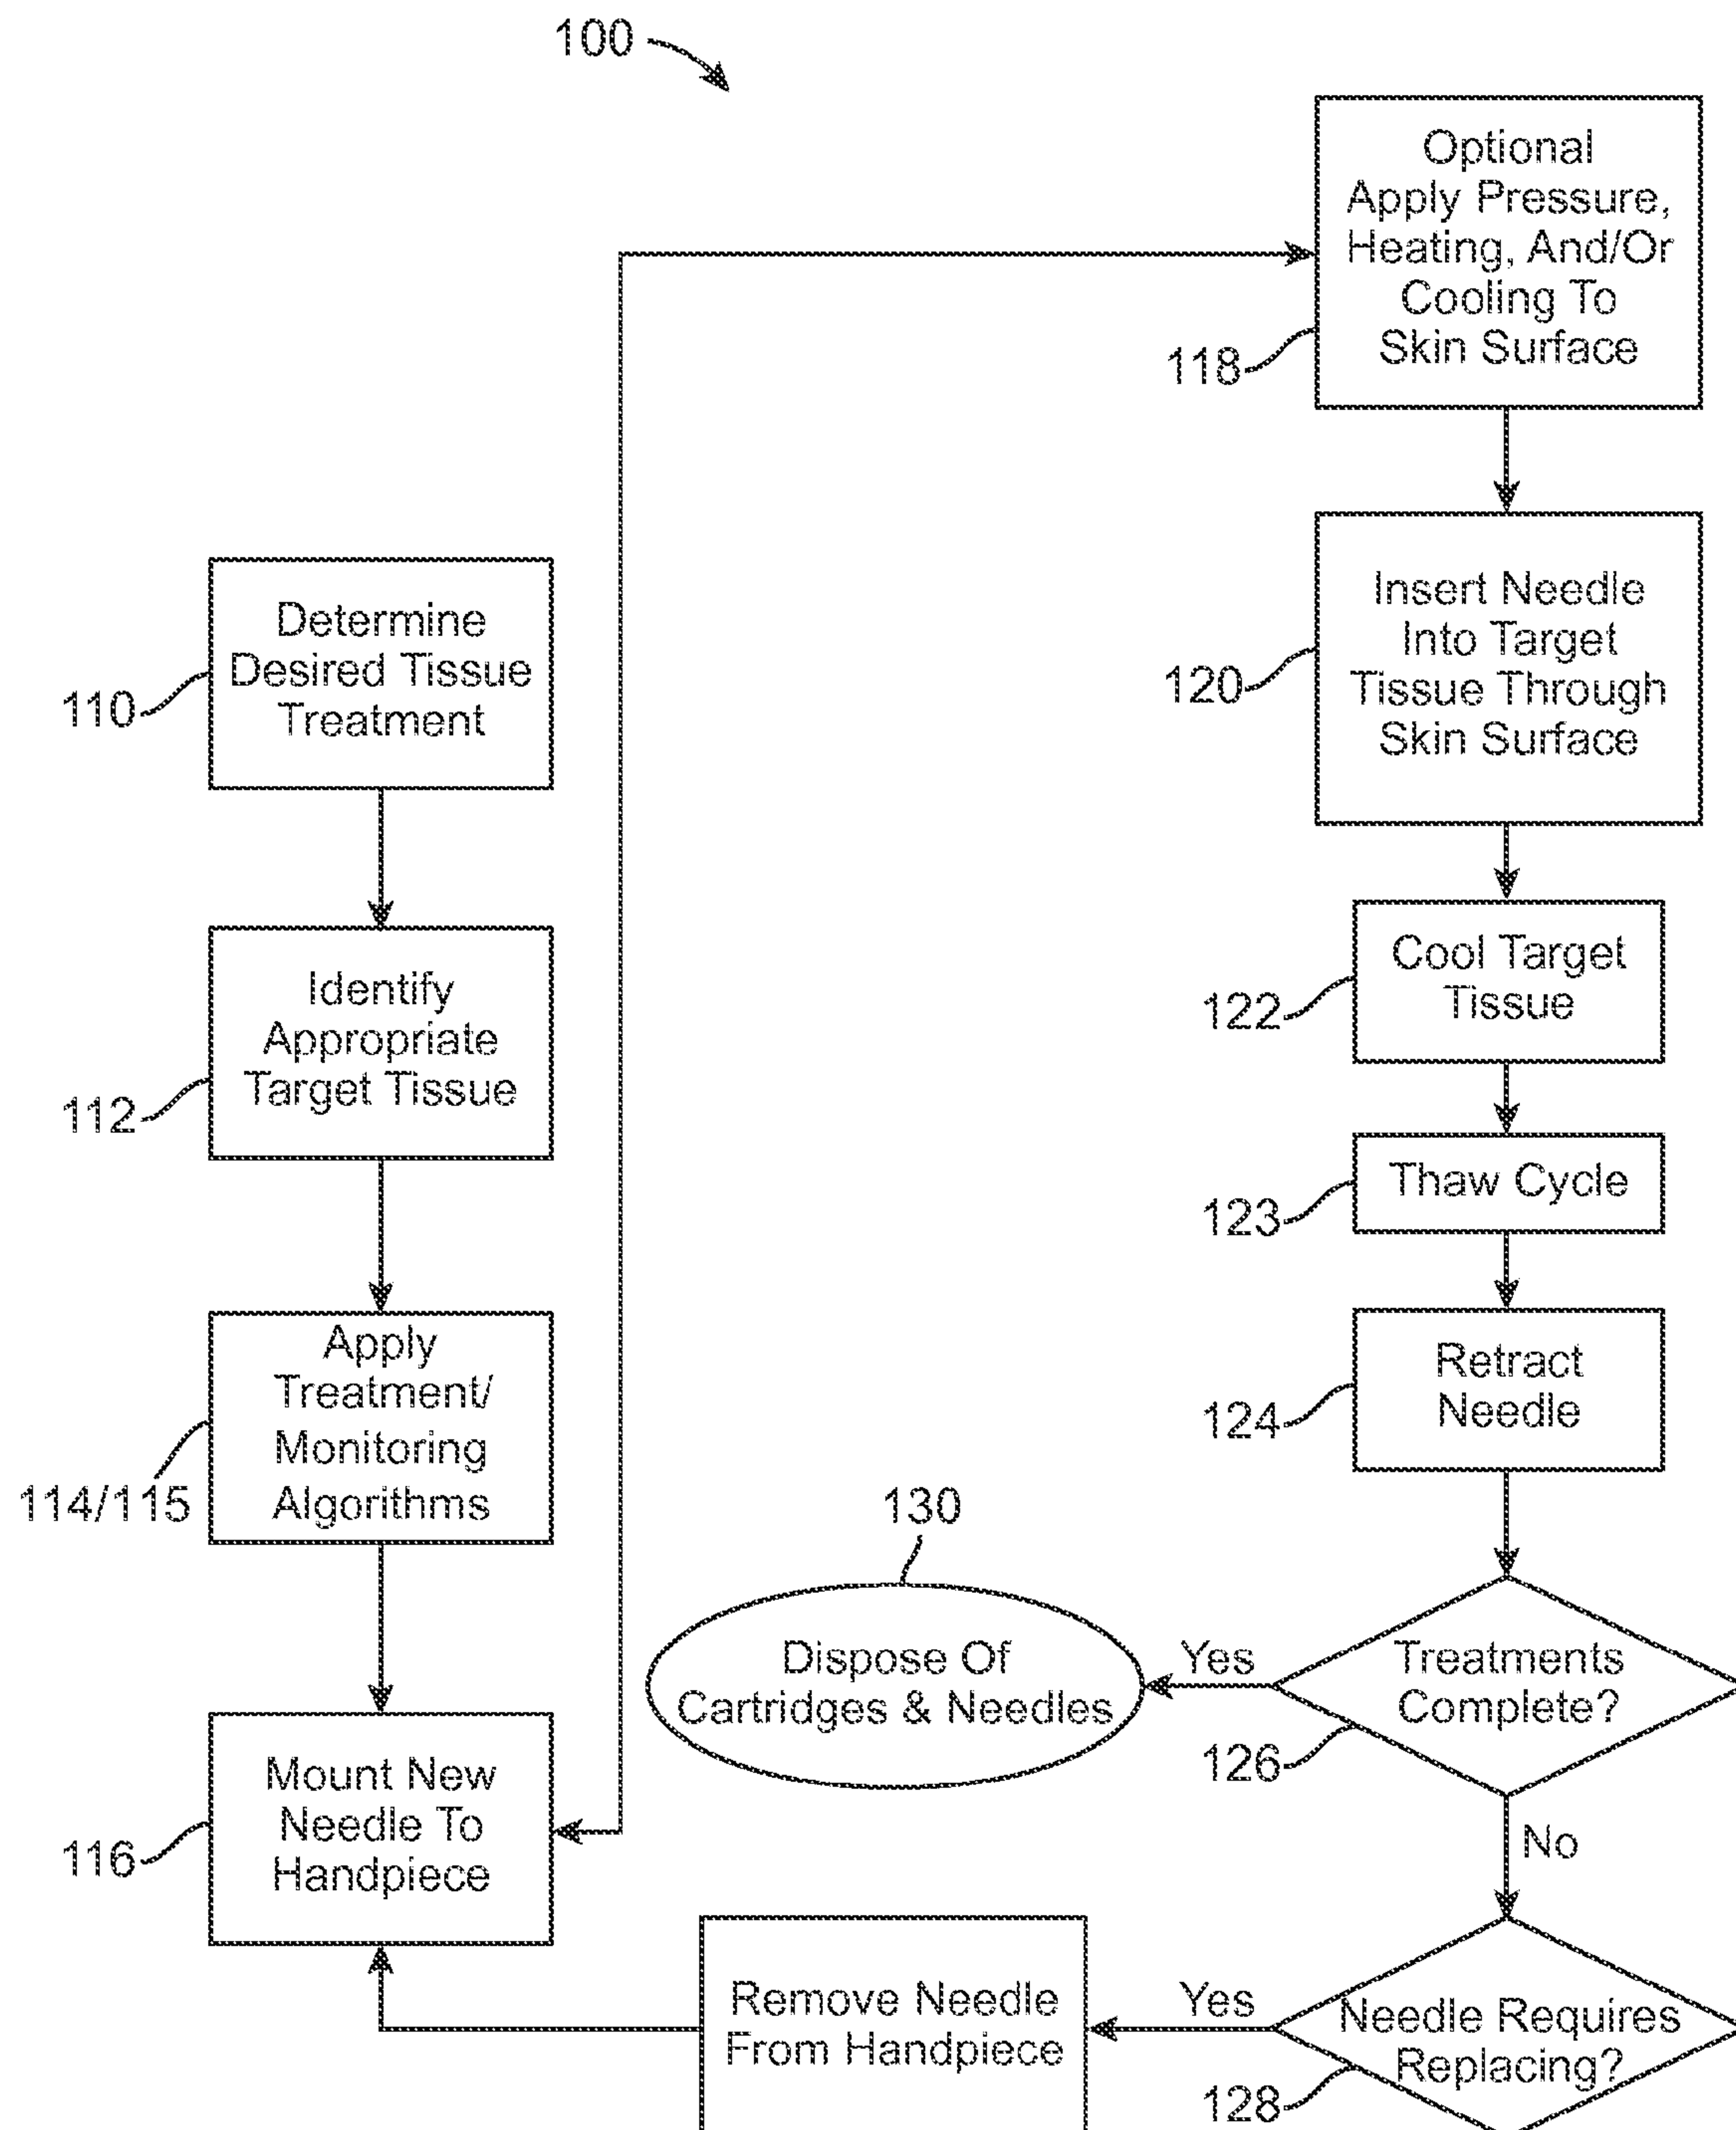 100
Determine
Desired Tissue
Treatment
110
Identify
Appropriate
Target Tissue
112
Apply
Treatment/
Monitoring
Algorithms
114/115
Mount New
Needle To
Handpiece
116
Optional
Apply Pressure,
Heating, And/Or
Cooling To
Skin Surface
118
Insert Needle
Into Target
Tissue Through
Skin Surface
120
Cool Target
Tissue
122
Thaw Cycle
123
Retract
Needle
124
Treatments
Complete?
126
Yes
130
Dispose Of
Cartridges & Needles
No
Needle Requires
Replacing?
128
Yes
Remove Needle
From Handpiece